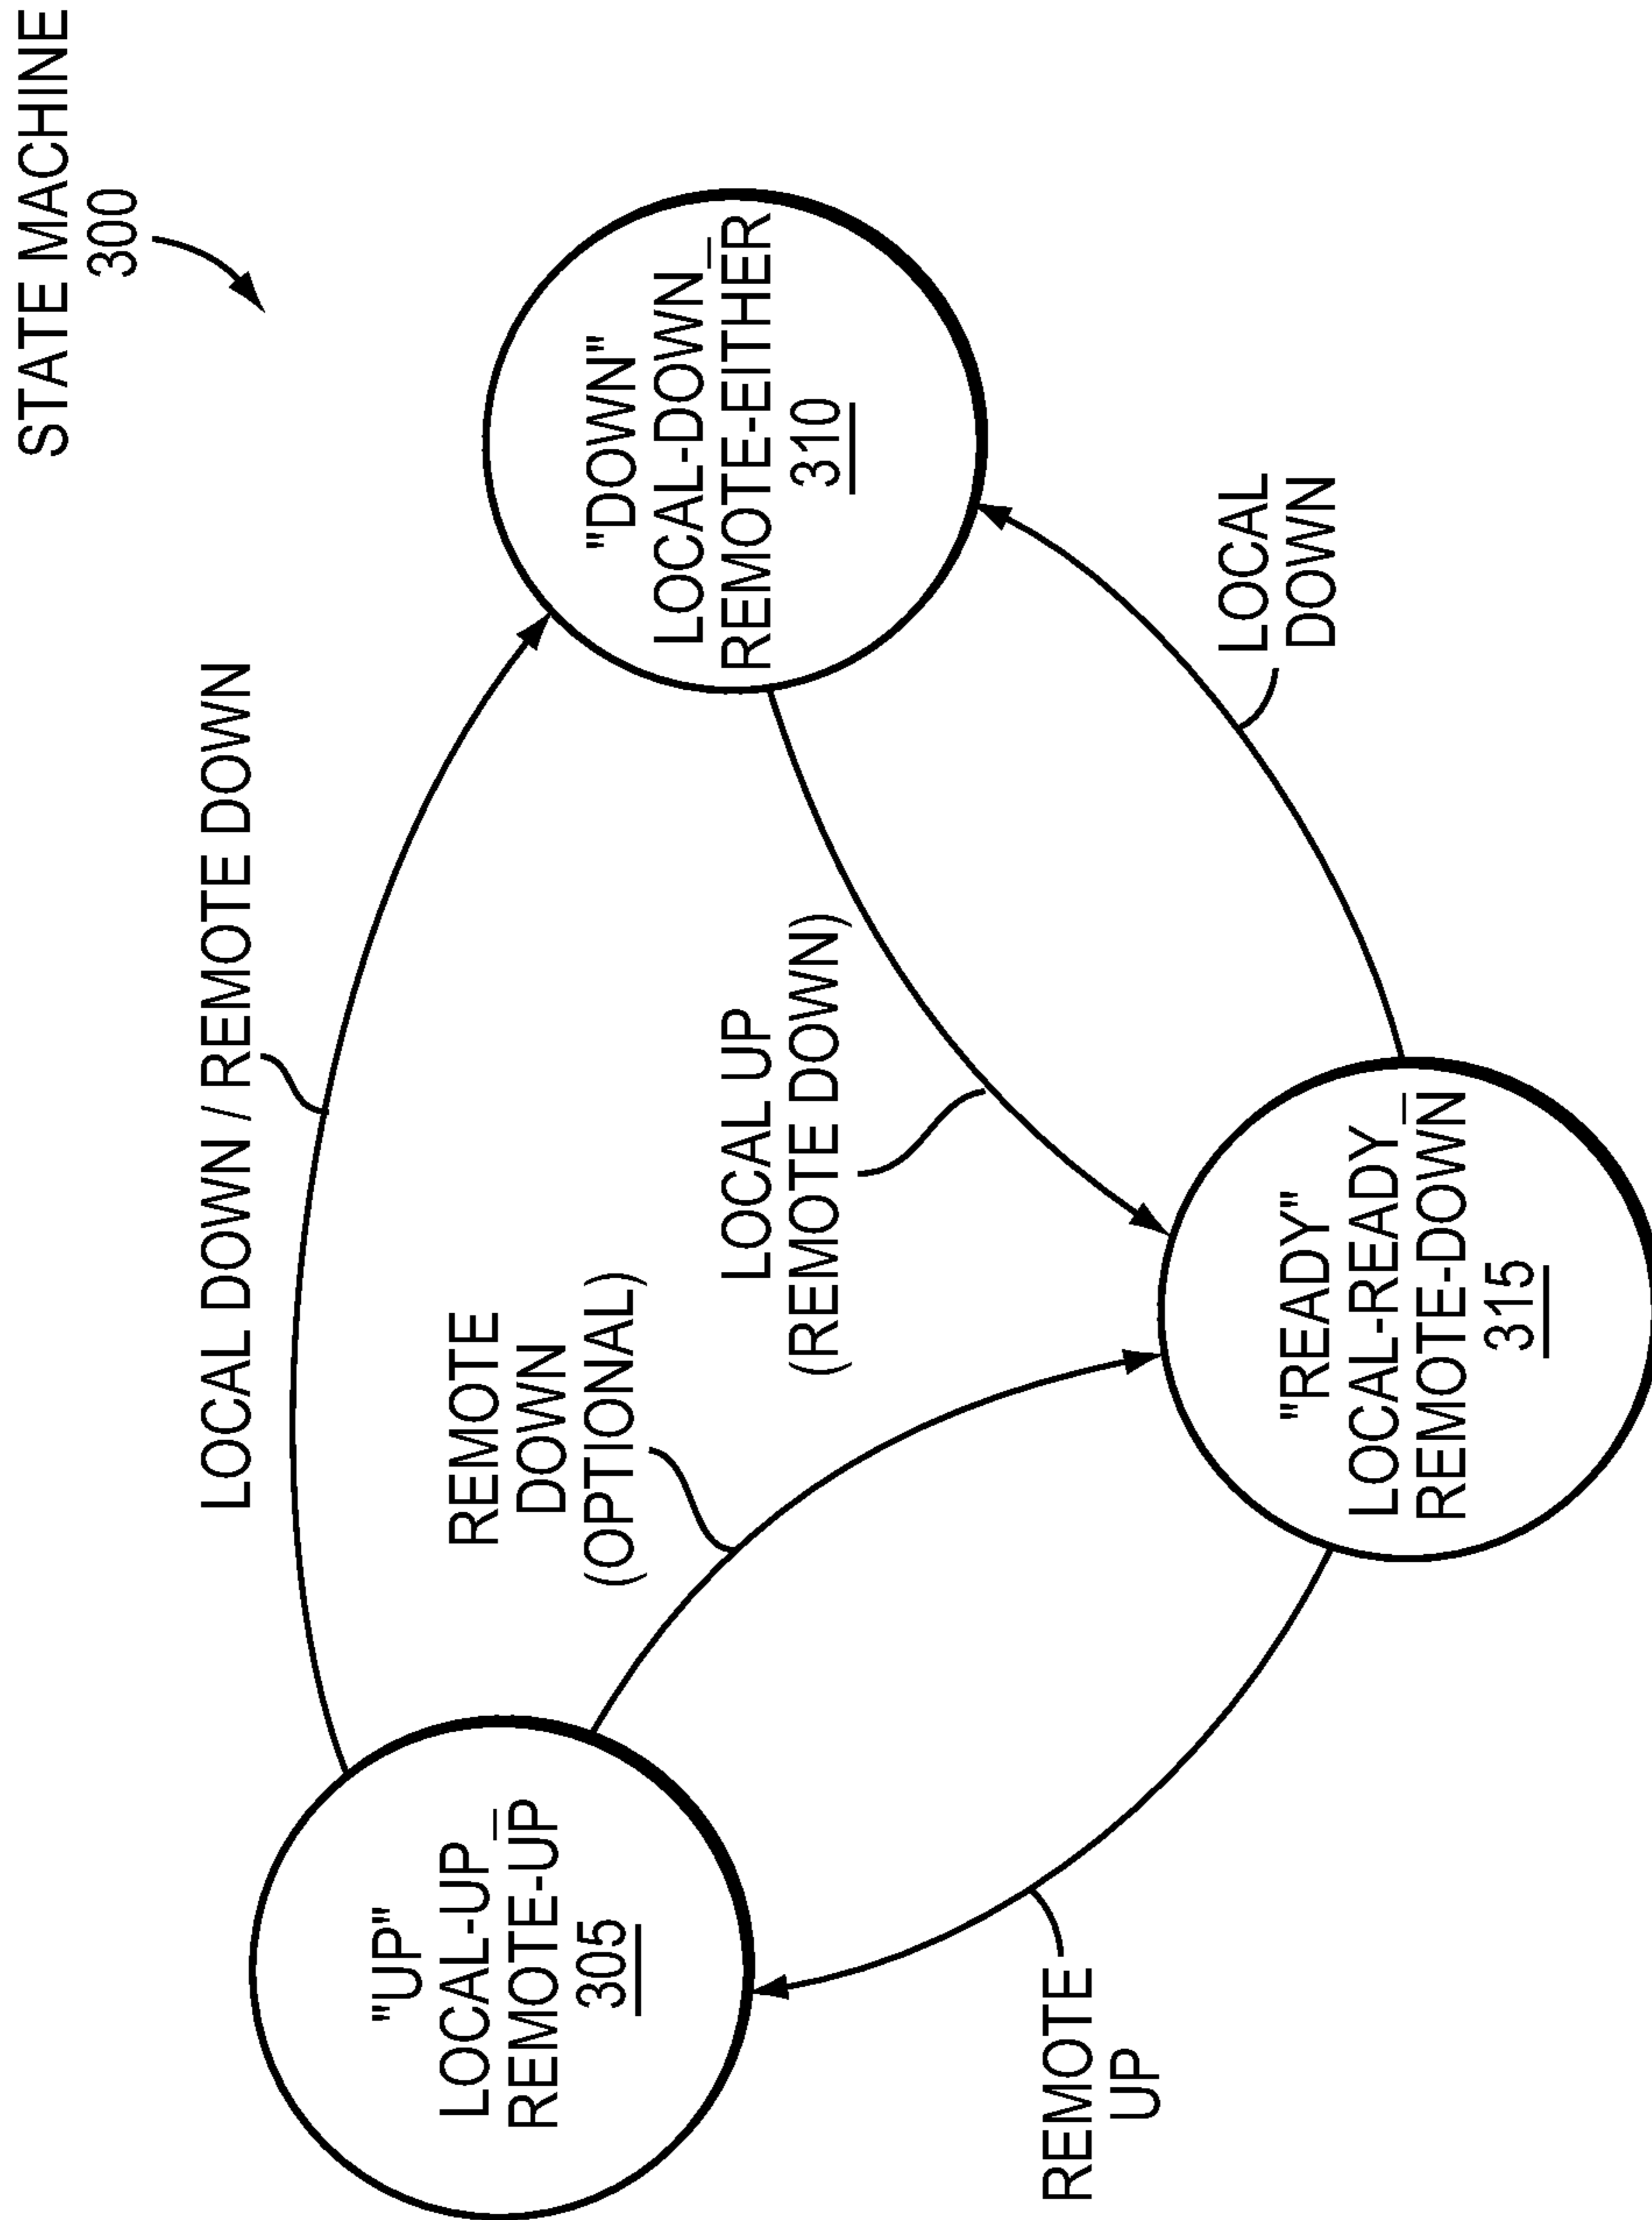 STATE MACHINE
300
LOCAL DOWN / REMOTE DOWN
"UP"
LOCAL-UP_
REMOTE-UP
305
REMOTE
DOWN
(OPTIONAL)
LOCAL UP
(REMOTE DOWN)
"DOWN"
LOCAL-DOWN_
REMOTE-EITHER
310
REMOTE
UP
"READY"
LOCAL-READY_
REMOTE-DOWN
315
LOCAL
DOWN